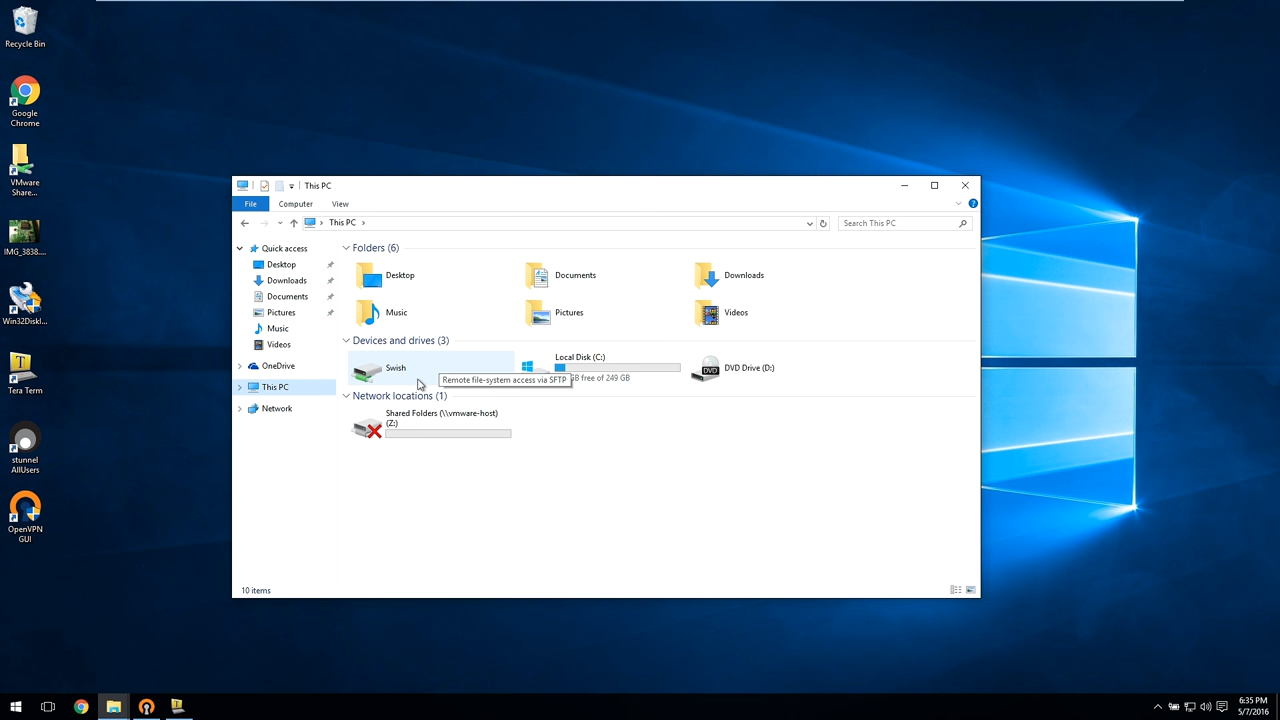 Recycle Bin
Google
Chrome
VMware
Share...
IMG_3838....
Win32DiskI...
Tera Term
stunnel
AllUsers
OpenVPN
GUI
This PC
File Computer View
This PC
Search This PC
Quick access
Desktop
Downloads
Documents
Pictures
Music
Videos
OneDrive
This PC
Network
Folders (6)
Desktop Documents Downloads
Music Pictures Videos
Devices and drives (3)
Swish
Local Disk (C:)
GB free of 249 GB
DVD
DVD Drive (D:)
Remote file-system access via SFTP
Network locations (1)
Shared Folders (\\vmware-host)
(Z:)
10 items
6:35 PM
5/7/2016